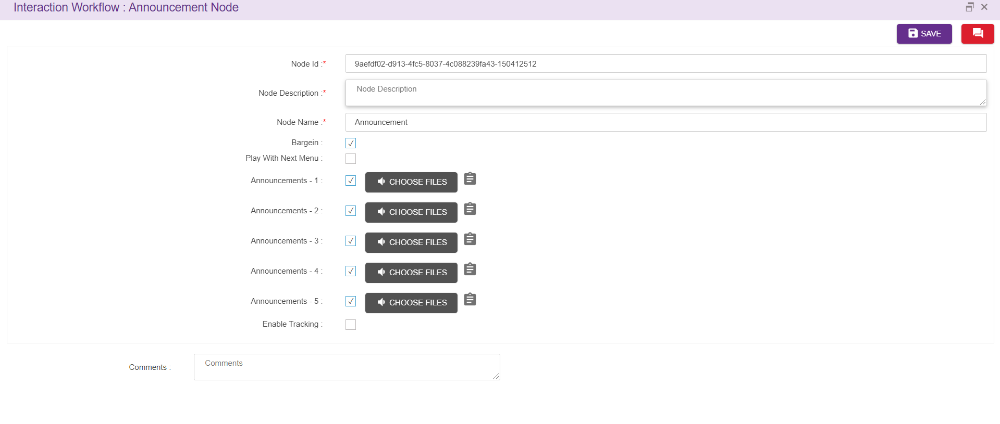 Interaction Workflow : Announcement Node
SAVE
Node Id :* 9aefdf02-d913-4fc5-8037-4c088239fa43-150412512
Node Description :* Node Description
Node Name :* Announcement
Bargein :
Play With Next Menu :
Announcements - 1 : CHOOSE FILES
Announcements - 2 : CHOOSE FILES
Announcements - 3 : CHOOSE FILES
Announcements - 4 : CHOOSE FILES
Announcements - 5 : CHOOSE FILES
Enable Tracking :
Comments : Comments